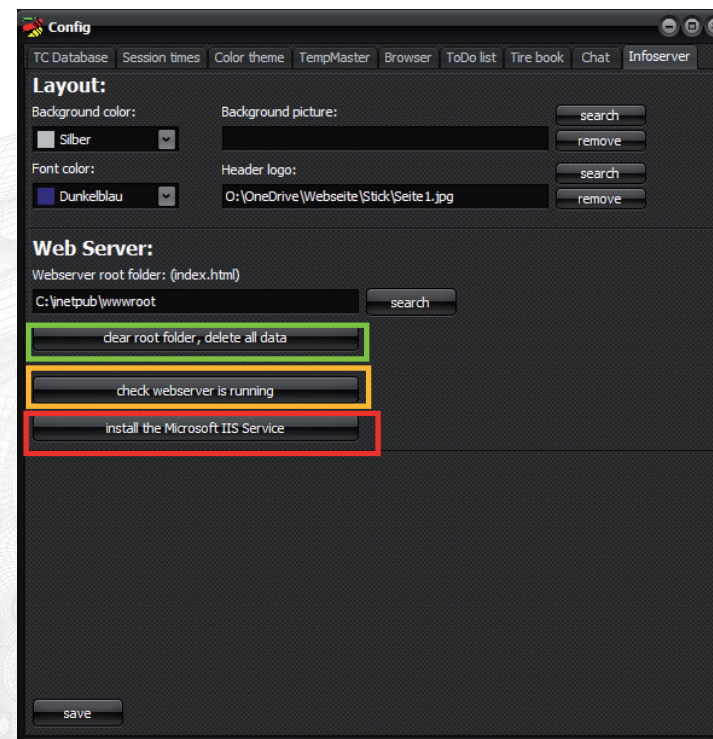 Config
TC Database Session times Color theme TempMaster Browser ToDo list Tire book Chat Infoserver
Layout:
Background color: Background picture:
Silber search
remove
Font color: Header logo:
search
Dunkelblau O:\OneDrive\Webseite\Stick\Seite1.jpg remove
Web Server:
Webserver root folder: (index.html)
C:\inetpub\wwwroot search
clear root folder, delete all data
check webserver is running
install the Microsoft IIS Service
save